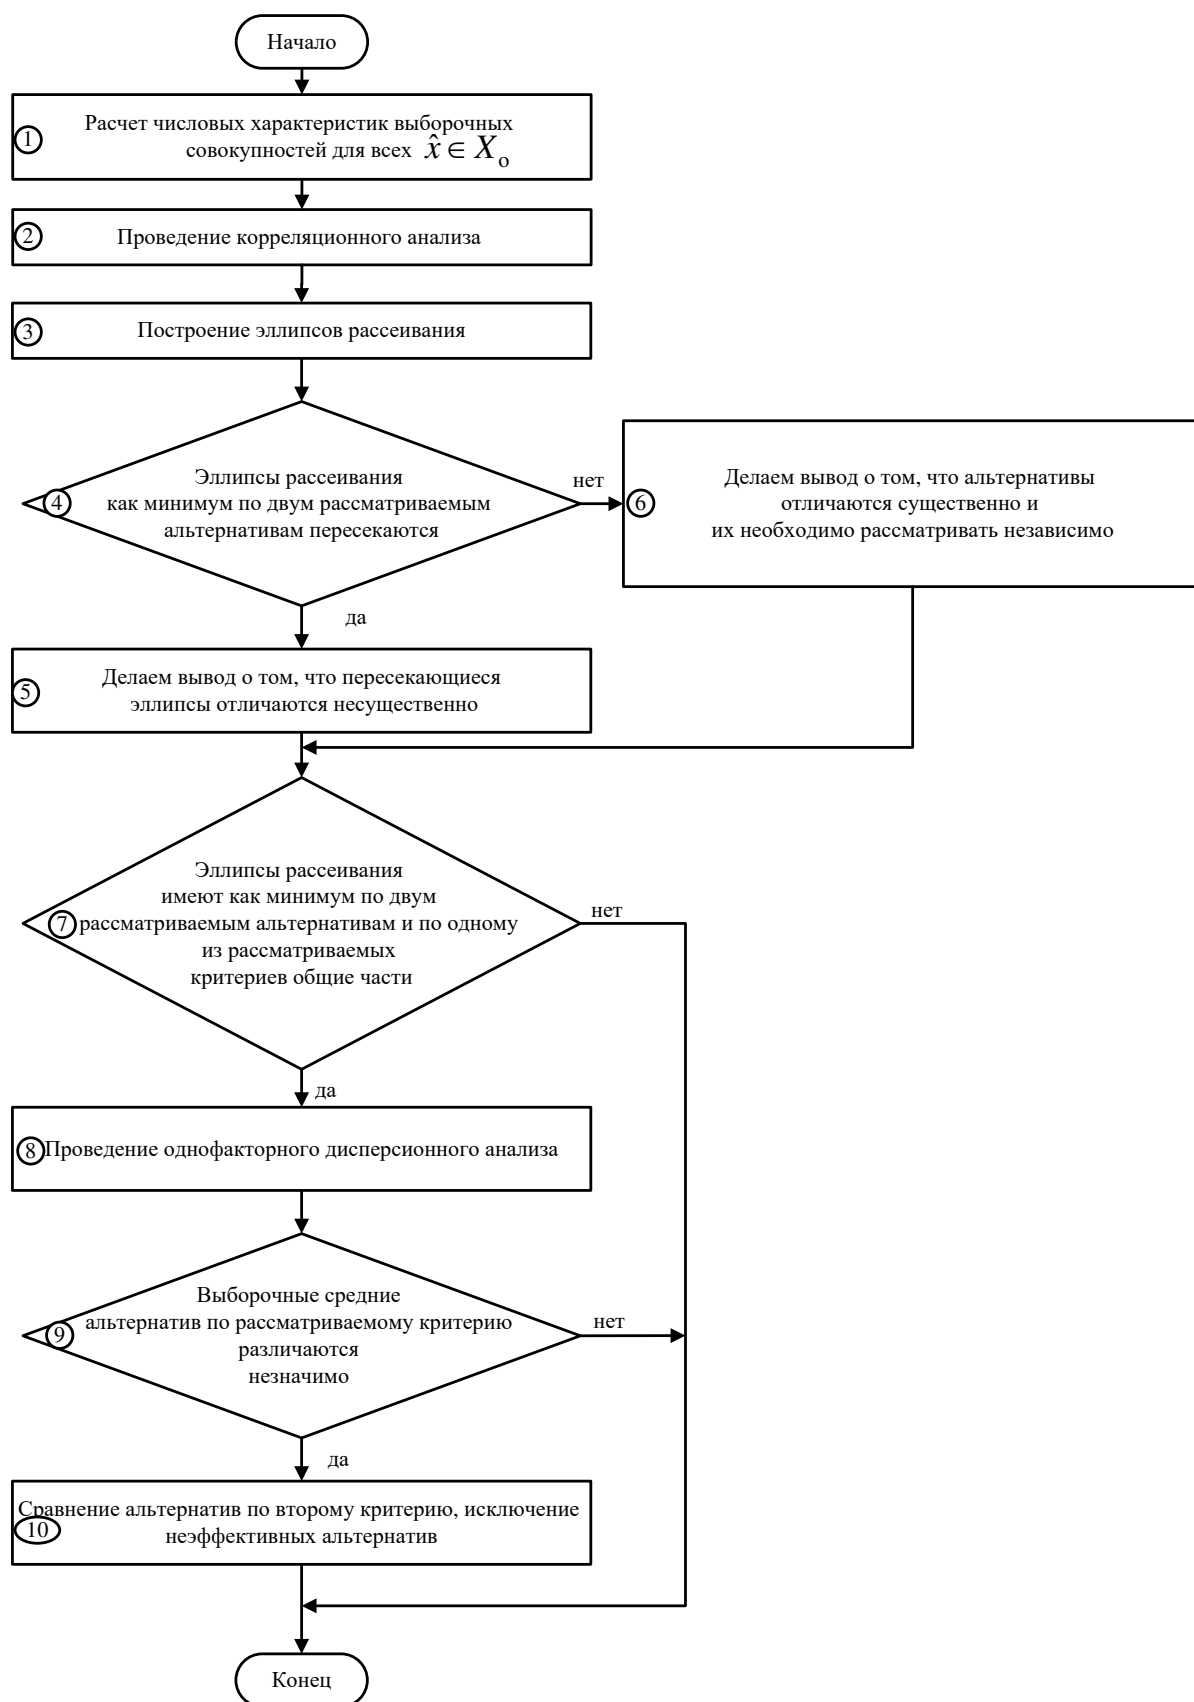 Начало
1
Расчет числовых характеристик выборочных
совокупностей для всех x̂ ∈ X₀
2
Проведение корреляционного анализа
3
Построение эллипсов рассеивания
Эллипсы рассеивания
как минимум по двум рассматриваемым
альтернативам пересекаются
4
нет
да
6
Делаем вывод о том, что альтернативы
отличаются существенно и
их необходимо рассматривать независимо
5
Делаем вывод о том, что пересекающиеся
эллипсы отличаются несущественно
Эллипсы рассеивания
имеют как минимум по двум
7 рассматриваемым альтернативам и по одному
из рассматриваемых
критериев общие части
нет
да
8 Проведение однофакторного дисперсионного анализа
Выборочные средние
альтернатив по рассматриваемому критерию
9
различаются
незначимо
нет
да
Сравнение альтернатив по второму критерию, исключение
10
неэффективных альтернатив
Конец